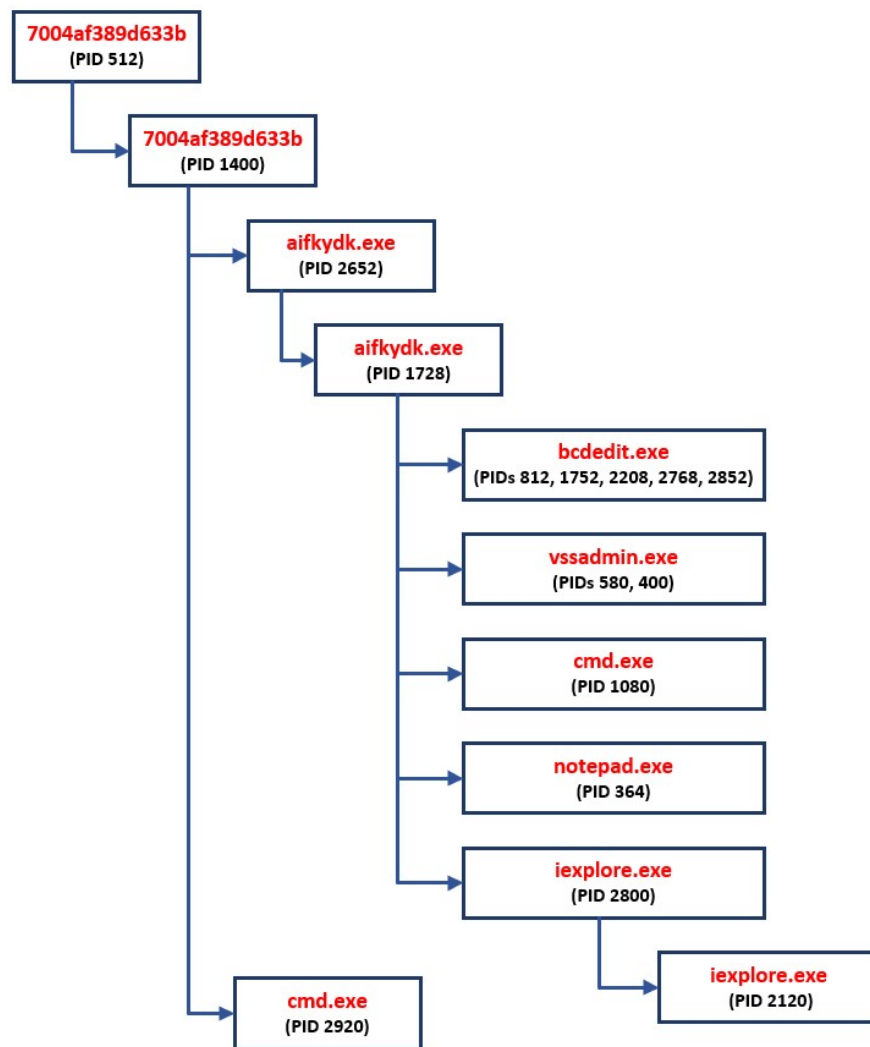 7004af389d633b
(PID 512)
7004af389d633b
(PID 1400)
aifkydk.exe
(PID 2652)
aifkydk.exe
(PID 1728)
bcdedit.exe
(PIDs 812, 1752, 2208, 2768, 2852)
vssadmin.exe
(PIDs 580, 400)
cmd.exe
(PID 1080)
notepad.exe
(PID 364)
iexplore.exe
(PID 2800)
iexplore.exe
(PID 2120)
cmd.exe
(PID 2920)